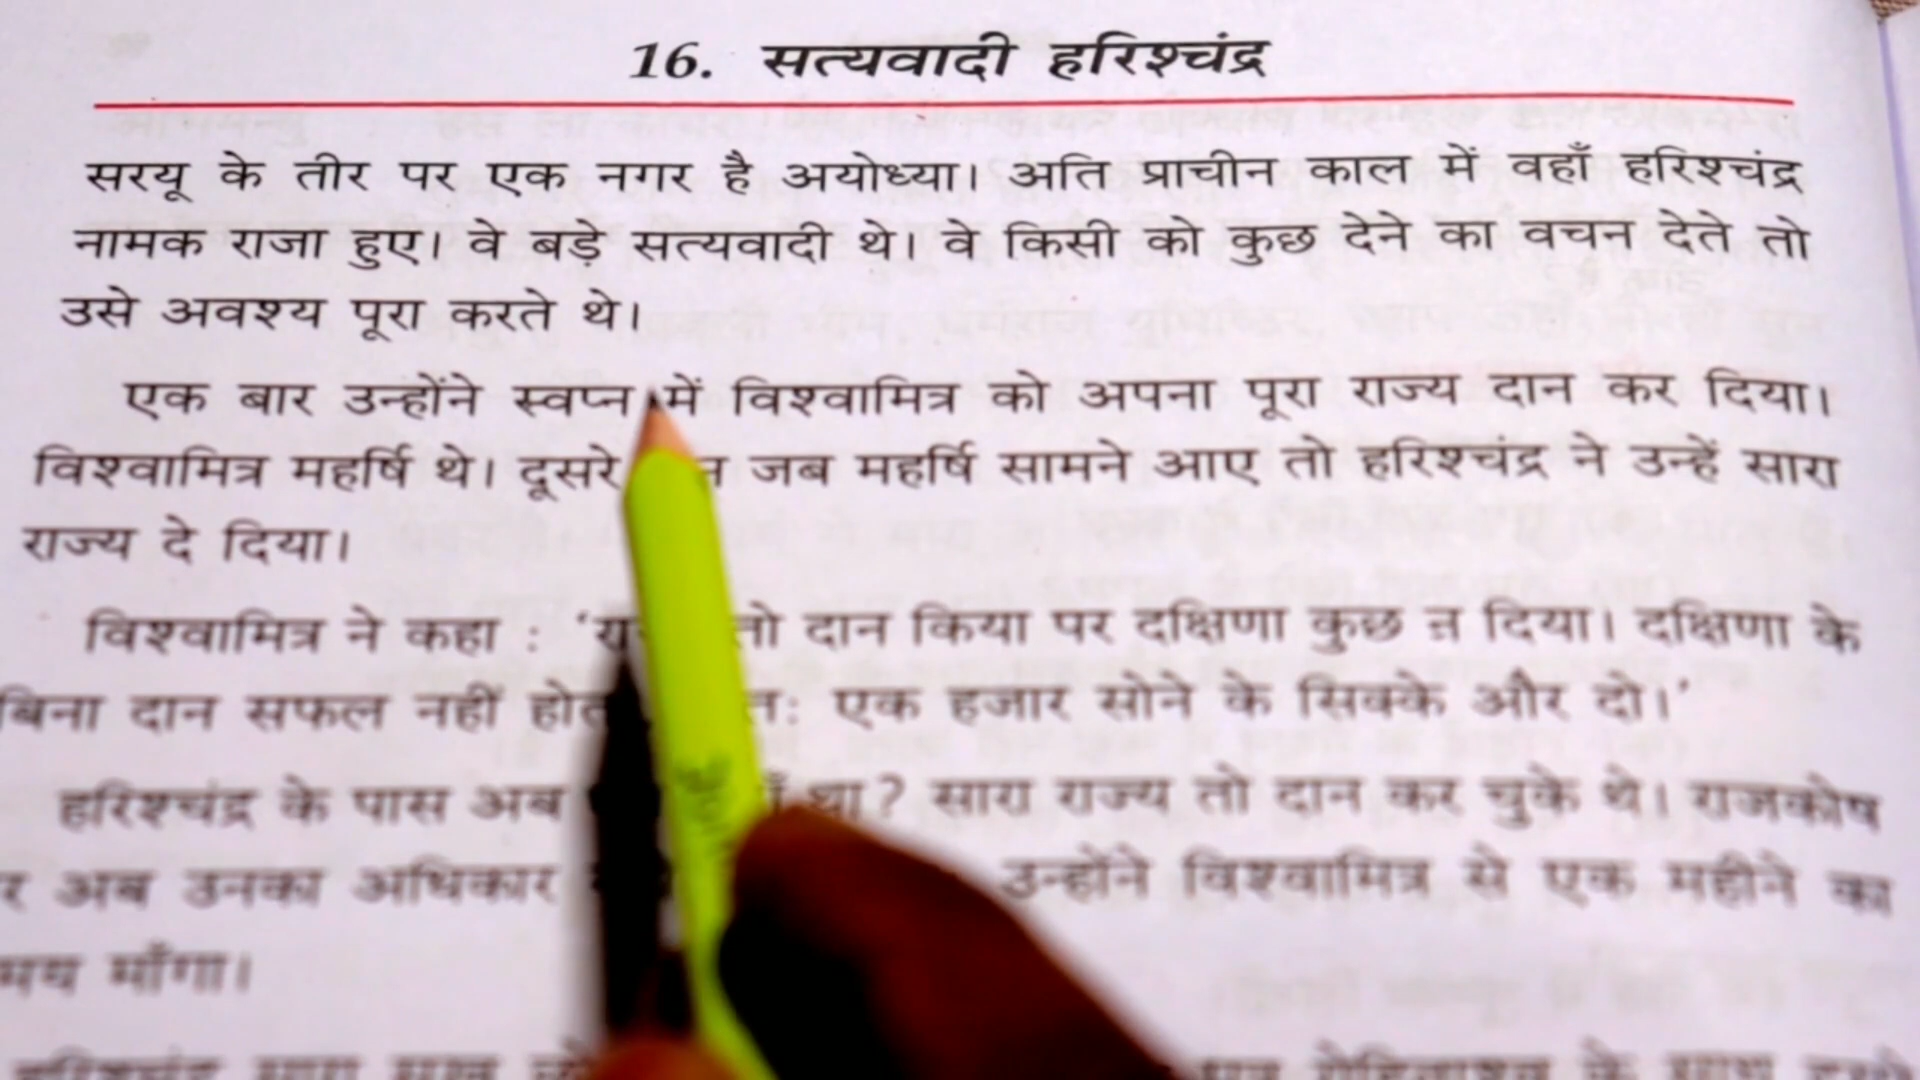 16. सत्यवादी हरिश्चंद्र
सरयू के तीर पर एक नगर है अयोध्या। अति प्राचीन काल में वहाँ हरिश्चंद्र
नामक राजा हुए। वे बड़े सत्यवादी थे। वे किसी को कुछ देने का वचन देते तो
उसे अवश्य पूरा करते थे।
एक बार उन्होंने स्वप्न में विश्वामित्र को अपना पूरा राज्य दान कर दिया।
विश्वामित्र महर्षि थे। दूसरे जब महर्षि सामने आए तो हरिश्चंद्र ने उन्हें सारा
राज्य दे दिया।
विश्वामित्र ने कहा : तो दान किया पर दक्षिणा कुछ न दिया। दक्षिणा के
बिना दान सफल नहीं एक हजार सोने के सिक्के और दो।’
हरिश्चंद्र के पास अब था? सारा राज्य तो दान कर चुके थे। राजकोष
अब उनका अधिकार उन्होंने विश्वामित्र से एक महीने का
माँगा।
के साथ